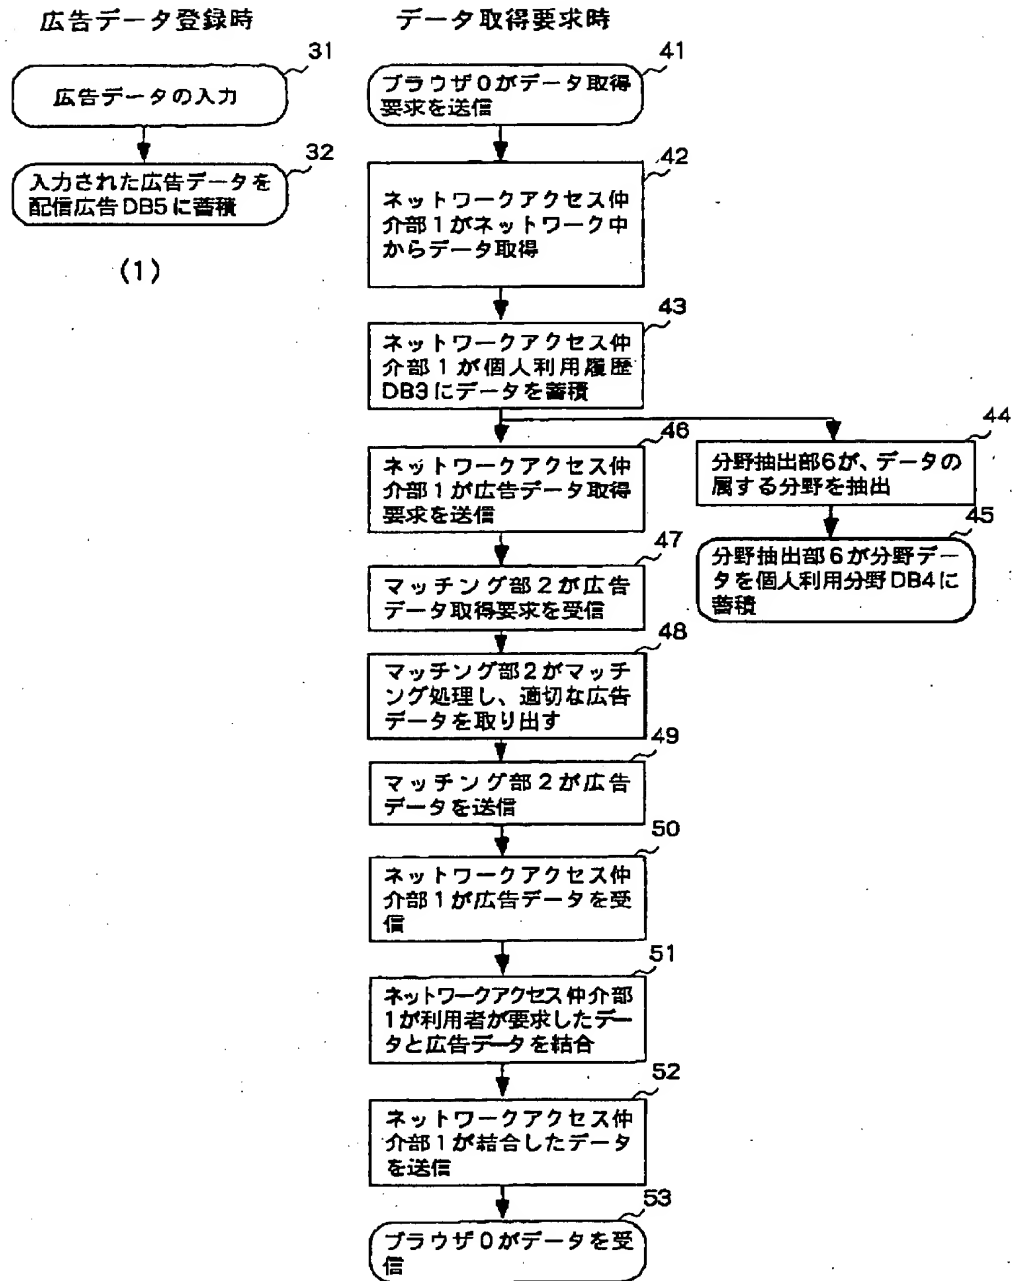 広告データ登録時
31
広告データの入力
32
入力された広告データを
配信広告DB5に蓄積
(1)
データ取得要求時
41
ブラウザ0がデータ取得
要求を送信
42
ネットワークアクセス仲
介部1がネットワーク中
からデータ取得
43
ネットワークアクセス仲
介部1が個人利用履歴
DB3にデータを蓄積
44
分野抽出部6が、データの
属する分野を抽出
45
分野抽出部6が分野デー
タを個人利用分野DB4に
蓄積
46
ネットワークアクセス仲
介部1が広告データ取得
要求を送信
47
マッチング部2が広告
データ取得要求を受信
48
マッチング部2がマッチ
ング処理し、適切な広告
データを取り出す
49
マッチング部2が広告
データを送信
50
ネットワークアクセス仲
介部1が広告データを受
信
51
ネットワークアクセス仲介部
1が利用者が要求したデー
タと広告データを結合
52
ネットワークアクセス仲
介部1が結合したデータ
を送信
53
ブラウザ0がデータを受
信